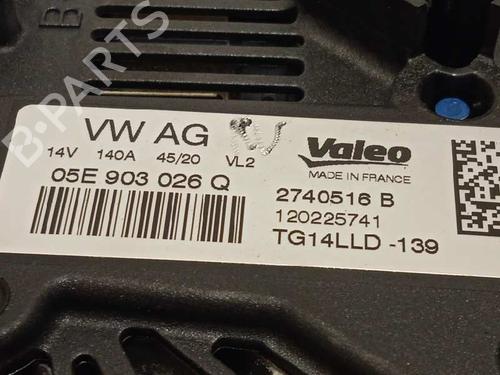 B-PARTS
VW AG
14V 140A 45/20 VL2
05E 903 026 Q
Valeo
MADE IN FRANCE
2740516 B
120225741
TG14LLD -139